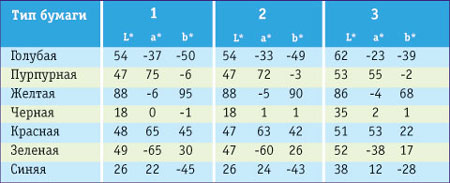 Тип бумаги 1 2 3
L* a* b* L* a* b* L* a* b*
Голубая 54 -37 -50 54 -33 -49 62 -23 -39
Пурпурная 47 75 -6 47 72 -3 53 55 -2
Желтая 88 -6 95 88 -5 90 86 -4 68
Черная 18 0 -1 18 1 1 35 2 1
Красная 48 65 45 47 63 42 51 53 22
Зеленая 49 -65 30 47 -60 26 52 -38 17
Синяя 26 22 -45 26 24 -43 38 12 -28